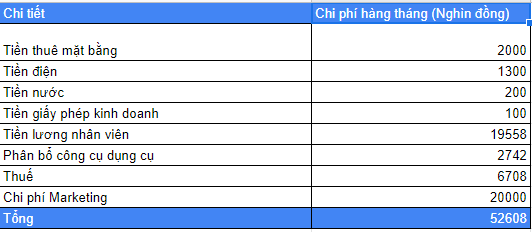 Chi tiết Chi phí hàng tháng (Nghin đồng)
Tiền thuê mặt bằng 2000
Tiền điện 1300
Tiền nước 200
Tiền giấy phép kinh doanh 100
Tiền lương nhân viên 19558
Phân bổ công cụ dụng cụ 2742
Thuế 6708
Chi phí Marketing 20000
Tổng 52608